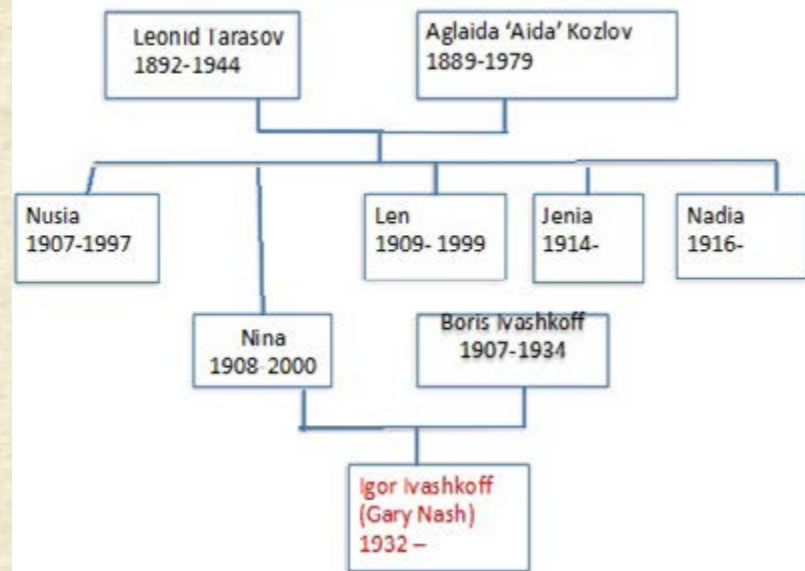 Leonid Tarasov
1892-1944
Aglaida ‘Aida’ Kozlov
1889-1979
Nusia
1907-1997
Len
1909- 1999
Jenia
1914-
Nadia
1916-
Nina
1908-2000
Boris Ivashkoff
1907-1934
Igor Ivashkoff
(Gary Nash)
1932 –